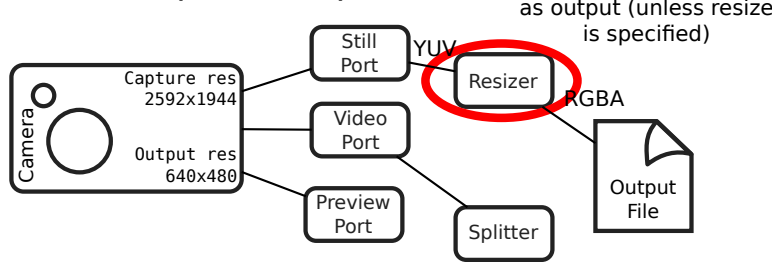 as output (unless resize
is specified)
Still
Port
YUV
Resizer
RGBA
Capture res
2592x1944
Camera
Video
Port
Output res
640x480
Output
File
Preview
Port
Splitter